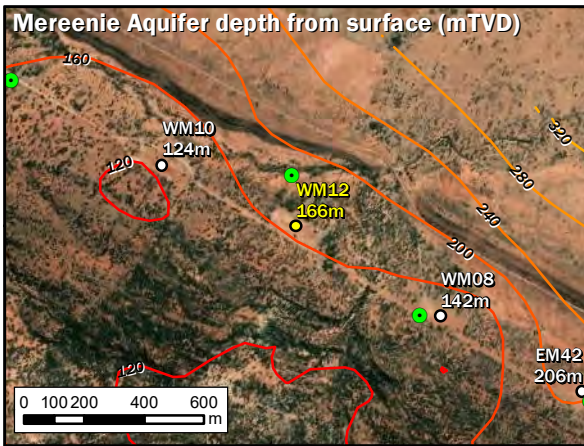 Mereenie Aquifer depth from surface (mTVD)
160
WM10
124m
120
WM12
166m
320
280
240
200
WM08
142m
EM42
206m
120
0 100 200 400 600
m